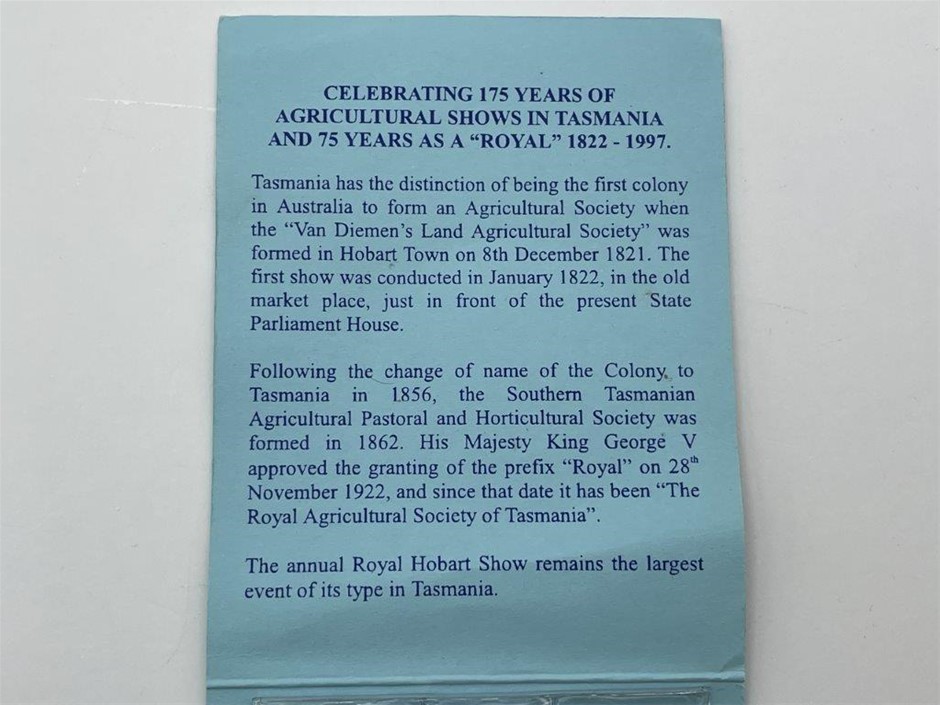 CELEBRATING 175 YEARS OF
AGRICULTURAL SHOWS IN TASMANIA
AND 75 YEARS AS A “ROYAL” 1822 - 1997.
Tasmania has the distinction of being the first colony
in Australia to form an Agricultural Society when
the “Van Diemen’s Land Agricultural Society” was
formed in Hobart Town on 8th December 1821. The
first show was conducted in January 1822, in the old
market place, just in front of the present State
Parliament House.
Following the change of name of the Colony, to
Tasmania in 1856, the Southern Tasmanian
Agricultural Pastoral and Horticultural Society was
formed in 1862. His Majesty King George V
approved the granting of the prefix “Royal” on 28th
November 1922, and since that date it has been “The
Royal Agricultural Society of Tasmania”.
The annual Royal Hobart Show remains the largest
event of its type in Tasmania.